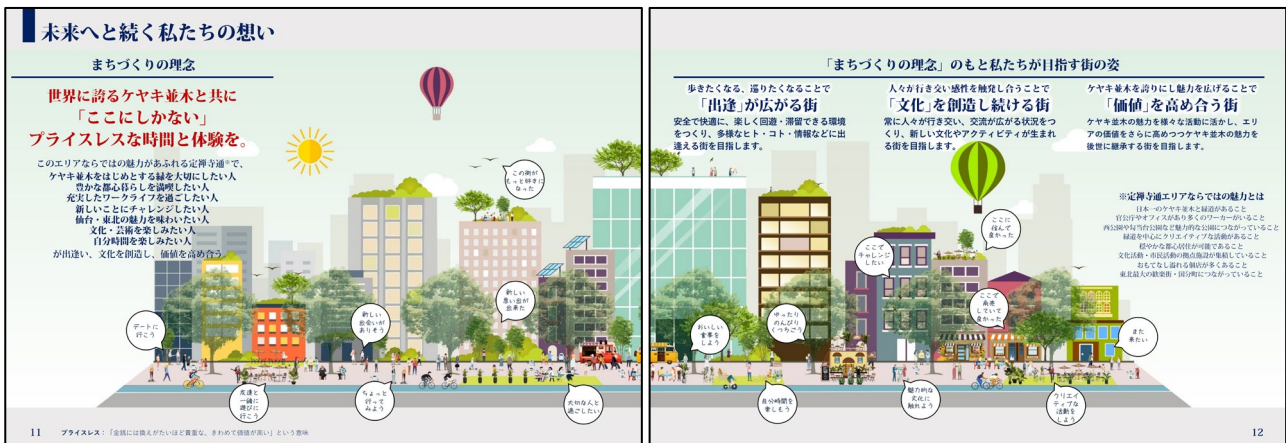 未来へと続く私たちの想い
まちづくりの理念
世界に誇るケヤキ並木と共に
「ここにしかない」
プライスレスな時間と体験を。
このエリアならではの魅力があふれる定禅寺通※で、
ケヤキ並木をはじめとする緑を大切にしたい人
豊かな都心暮らしを満喫したい人
充実したワークライフを過ごしたい人
新しいことにチャレンジしたい人
仙台・東北の魅力を味わいたい人
文化・芸術を楽しみたい人
自分時間を楽しみたい人
が出逢い、文化を創造し、価値を高め合う
この街が
もっと好きに
なった
新しい
思い出が
出来た
新しい
出会いが
ありそう
デートに
行こう
友達と
一緒に
遊びに
行こう
ちょっと
行って
みよう
大切な人と
過ごしたい
11
プライスレス:「金銭には換えがたいほど貴重な、きわめて価値が高い」という意味
「まちづくりの理念」のもと私たちが目指す街の姿
歩きたくなる、巡りたくなることで
「出逢」が広がる街
安全で快適に、楽しく回遊・滞留できる環境
をつくり、多様なヒト・コト・情報などに出
逢える街を目指します。
人々が行き交い感性を触発し合うことで
「文化」を創造し続ける街
常に人々が行き交い、交流が広がる状況をつ
くり、新しい文化やアクティビティが生まれ
る街を目指します。
ケヤキ並木を誇りにし魅力を広げることで
「価値」を高め合う街
ケヤキ並木の魅力を様々な活動に活かし、エリ
アの価値をさらに高めつつケヤキ並木の魅力を
後世に継承する街を目指します。
※定禅寺通エリアならではの魅力とは
日本一のケヤキ並木と緑道があること
官公庁やオフィスがあり多くのワーカーがいること
西公園や勾当台公園など魅力的な公園につながっていること
緑道を中心にクリエイティブな活動があること
穏やかな都心居住が可能であること
文化活動・市民活動の拠点施設が集積していること
おもてなし溢れる個店が多くあること
東北最大の歓楽街・国分町につながっていること
ここに
住んで
良かった
ここで
チャレンジ
したい
ここで
商売
していて
良かった
おいしい
食事を
しよう
ゆったり
のんびり
くつろごう
また
来たい
自分時間を
楽しもう
魅力的な
文化に
触れよう
クリエイ
ティブな
活動を
しよう
12